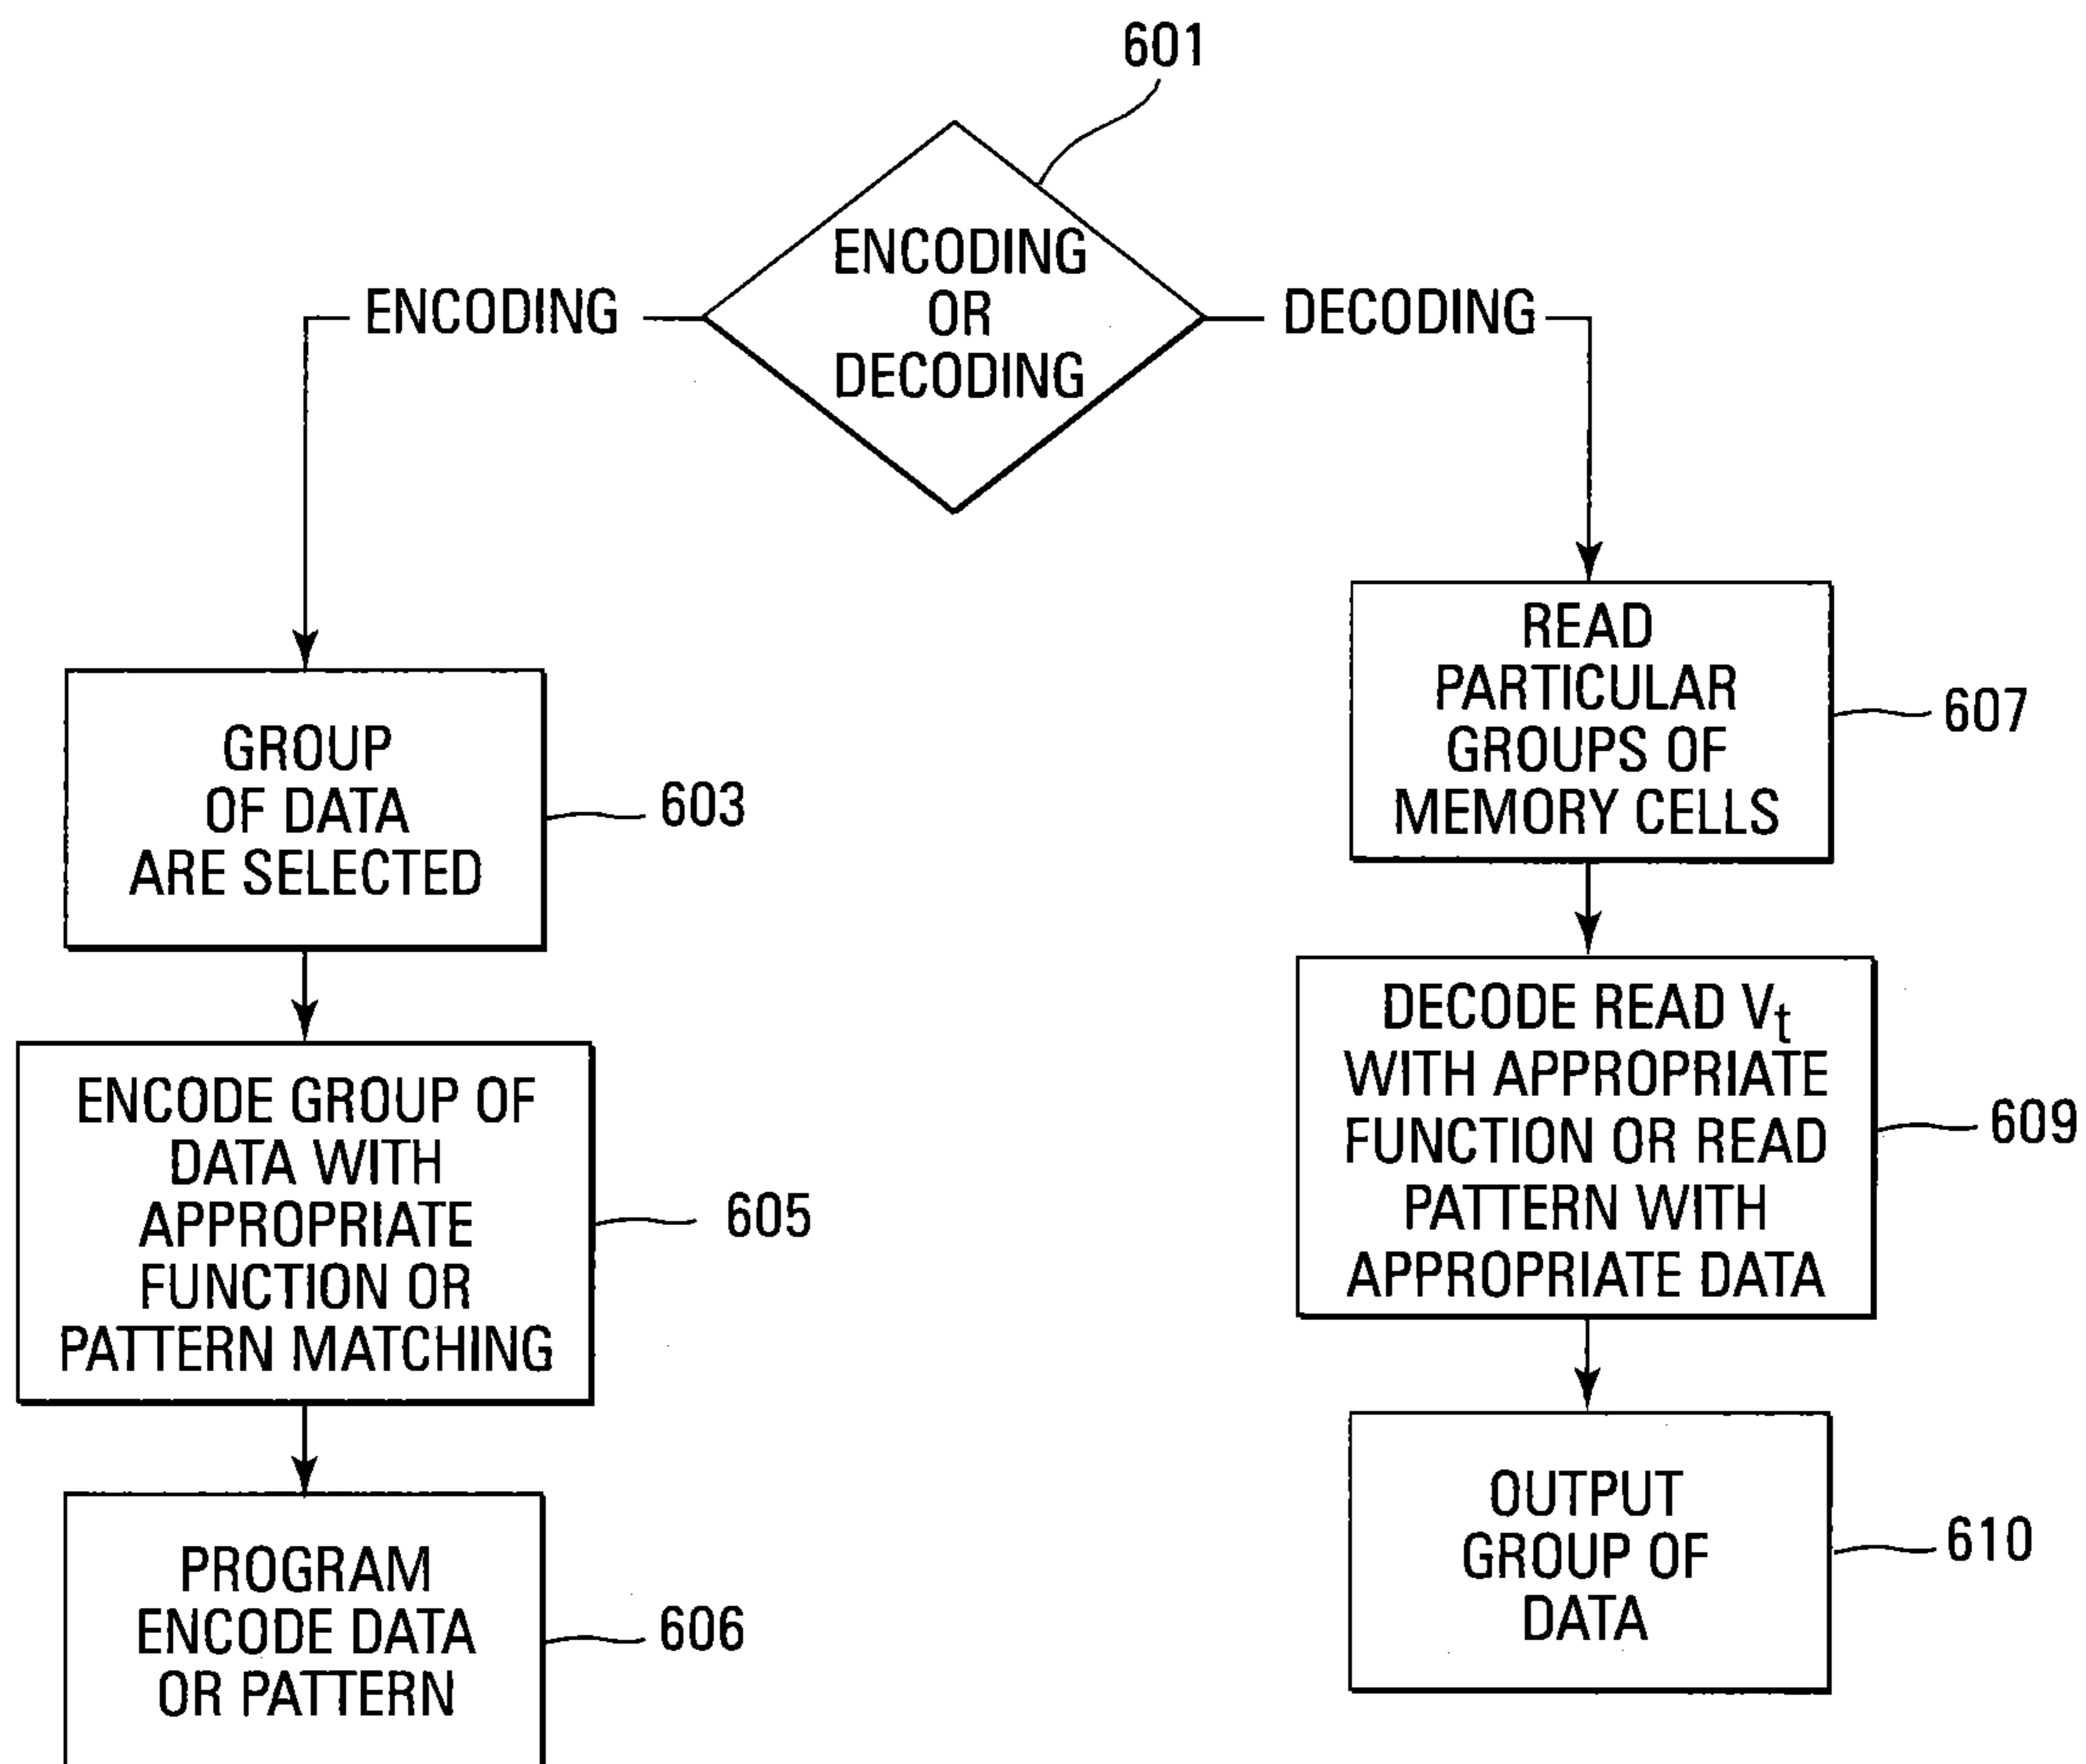 601
ENCODING
OR
DECODING
ENCODING
DECODING
GROUP
OF DATA
ARE SELECTED
603
ENCODE GROUP OF
DATA WITH
APPROPRIATE
FUNCTION OR
PATTERN MATCHING
605
PROGRAM
ENCODE DATA
OR PATTERN
606
READ
PARTICULAR
GROUPS OF
MEMORY CELLS
607
DECODE READ Vt
WITH APPROPRIATE
FUNCTION OR READ
PATTERN WITH
APPROPRIATE DATA
609
OUTPUT
GROUP OF
DATA
610